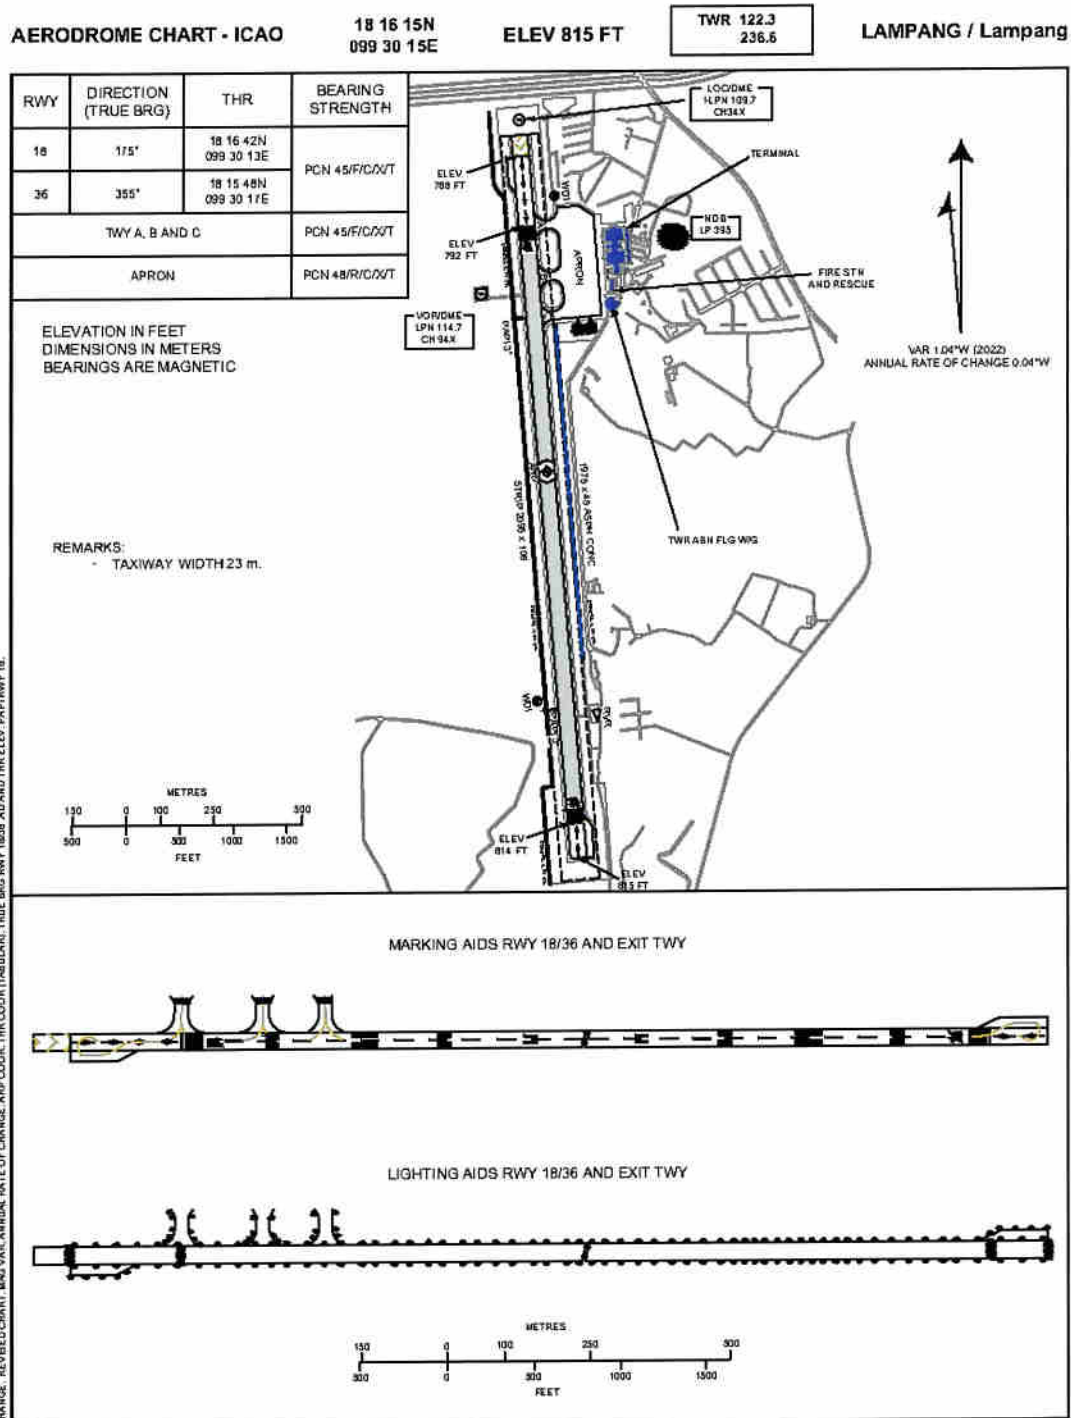 AERODROME CHART - ICAO
18 16 15N
099 30 15E
ELEV 815 FT
TWR 122.3
236.6
LAMPANG / Lampang
RWY
DIRECTION
(TRUE BRG)
THR
BEARING
STRENGTH
18
175°
18 16 42N
099 30 13E
PCN 45/F/C/X/T
36
355°
18 15 48N
099 30 17E
TWY A, B AND C
PCN 45/F/C/X/T
APRON
PCN 48/R/C/X/T
ELEVATION IN FEET
DIMENSIONS IN METERS
BEARINGS ARE MAGNETIC
REMARKS:
- TAXIWAY WIDTH 23 m.
LOC/DME
109.7
CH34X
TERMINAL
ELEV
788 FT
WDI
NDB
LP 395
ELEV
792 FT
APRON
FIRE STN
AND RESCUE
VOR/DME
LPN 114.7
CH 94X
VAR 1.04°W (2022)
ANNUAL RATE OF CHANGE 0.04°W
ARP
ASPH CONC
TWR ABN FLG WIS
WDI
ELEV
814 FT
ELEV
815 FT
METRES
150 0 100 250 500
500 0 500 1000 1500
FEET
MARKING AIDS RWY 18/36 AND EXIT TWY
LIGHTING AIDS RWY 18/36 AND EXIT TWY
METRES
150 0 100 250 500
500 0 500 1000 1500
FEET